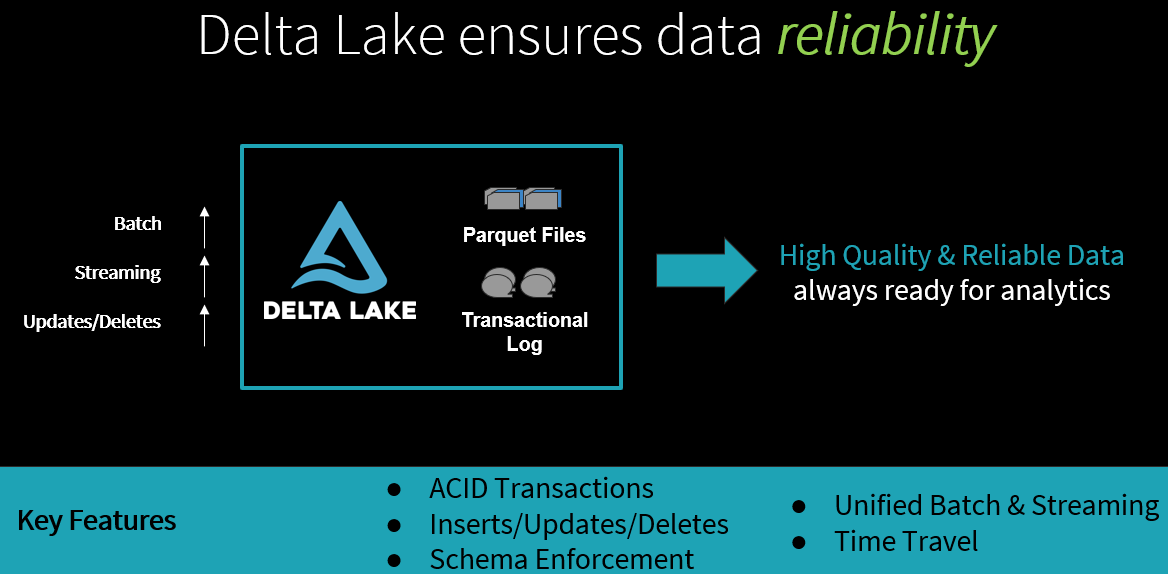 Delta Lake ensures data reliability
Batch
Streaming
Updates/Deletes
DELTA LAKE
Parquet Files
Transactional
Log
High Quality & Reliable Data
always ready for analytics
Key Features
● ACID Transactions
● Inserts/Updates/Deletes
● Schema Enforcement
● Unified Batch & Streaming
● Time Travel